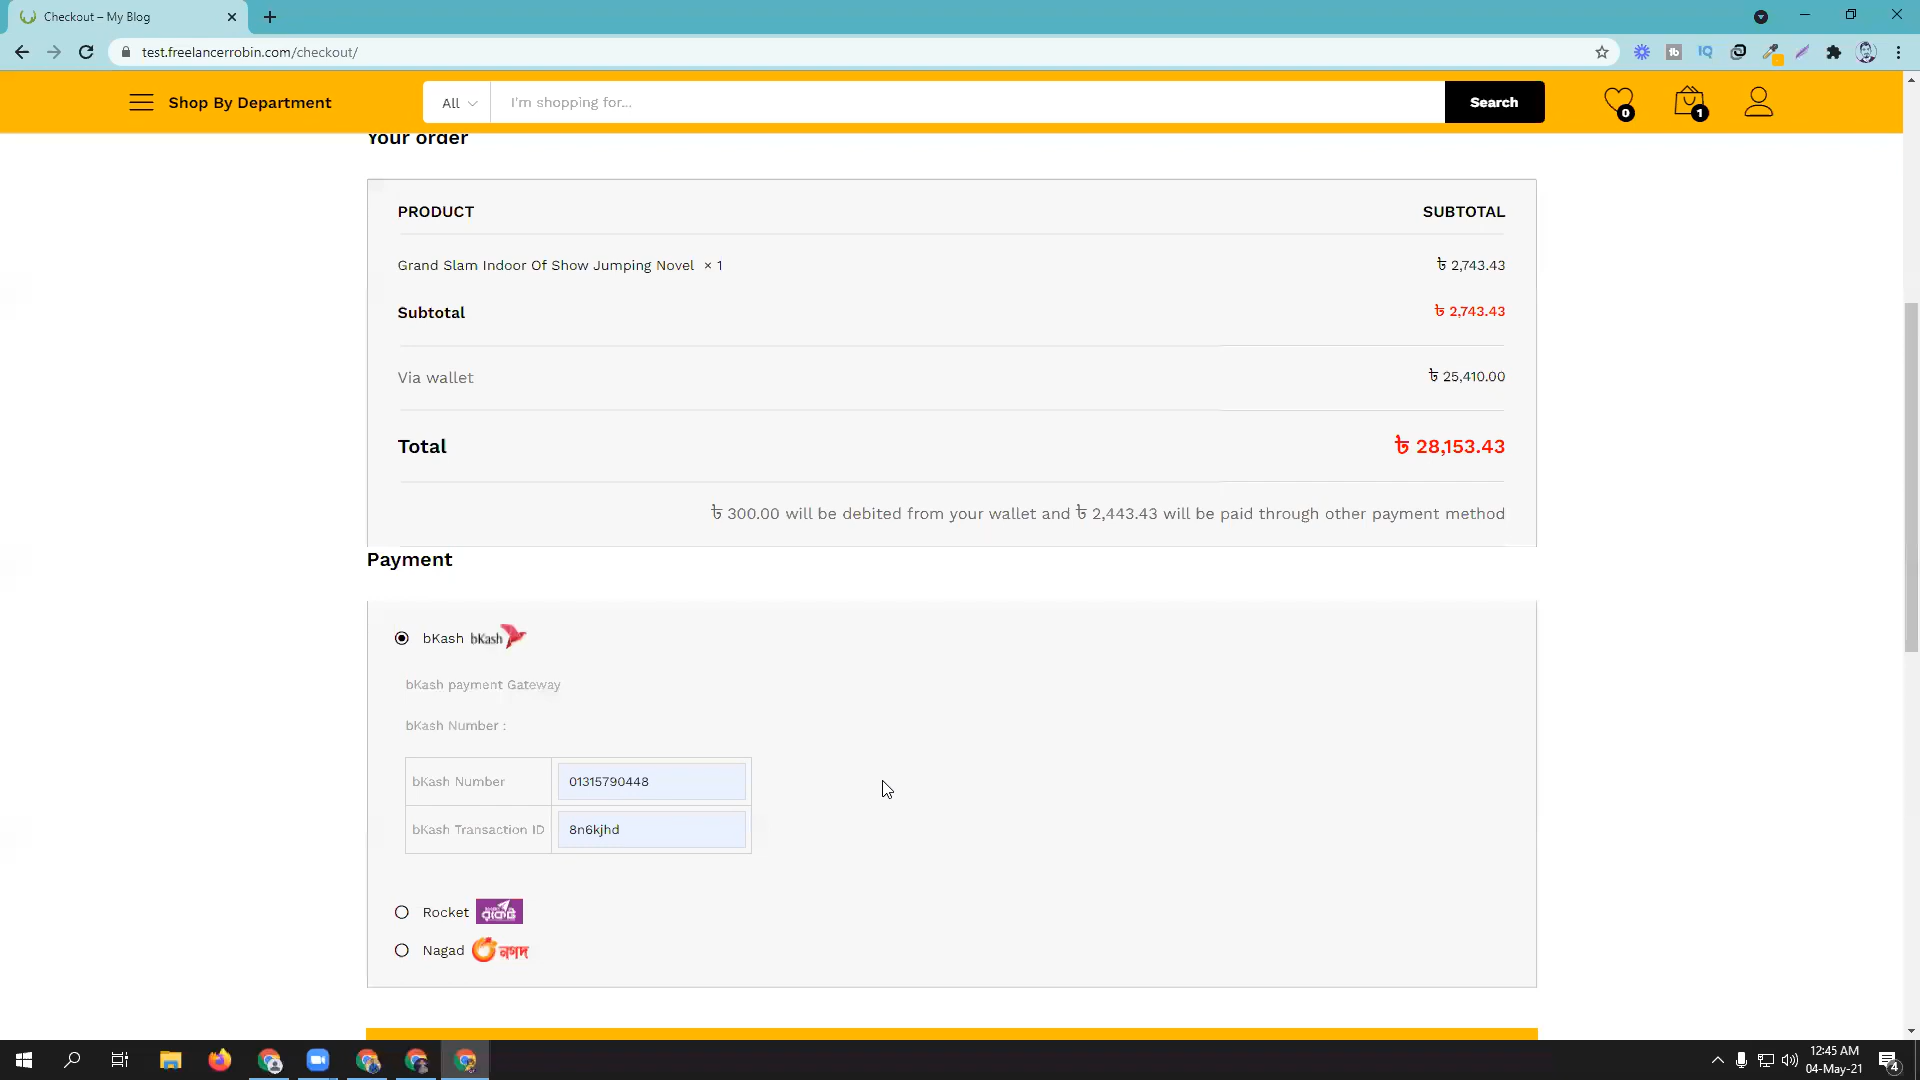 Checkout – My Blog
test.freelancerrobin.com/checkout/
Shop By Department
All
I'm shopping for...
Search
0
1
Your order
PRODUCT SUBTOTAL
Grand Slam Indoor Of Show Jumping Novel × 1 ৳ 2,743.43
Subtotal ৳ 2,743.43
Via wallet ৳ 25,410.00
Total ৳ 28,153.43
৳ 300.00 will be debited from your wallet and ৳ 2,443.43 will be paid through other payment method
Payment
bKash bKash
bKash payment Gateway
bKash Number :
bKash Number 01315790448
bKash Transaction ID 8n6kjhd
Rocket রকেট
Nagad নগদ
12:45 AM
04-May-21
4